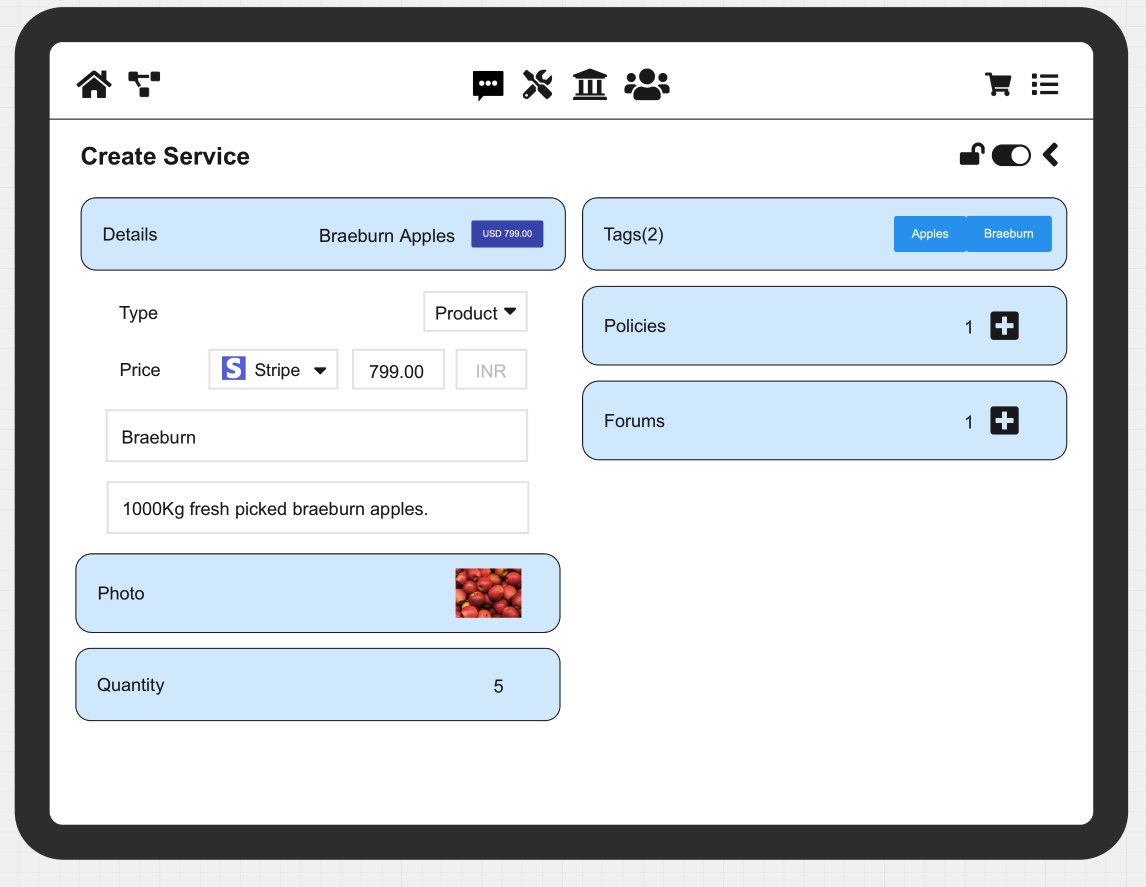 Create Service
Details
Braeburn Apples
USD 799.00
Type
Product
Price
S Stripe
799.00
INR
Braeburn
1000Kg fresh picked braeburn apples.
Photo
Quantity
5
Tags(2)
Apples
Braeburn
Policies
1
Forums
1